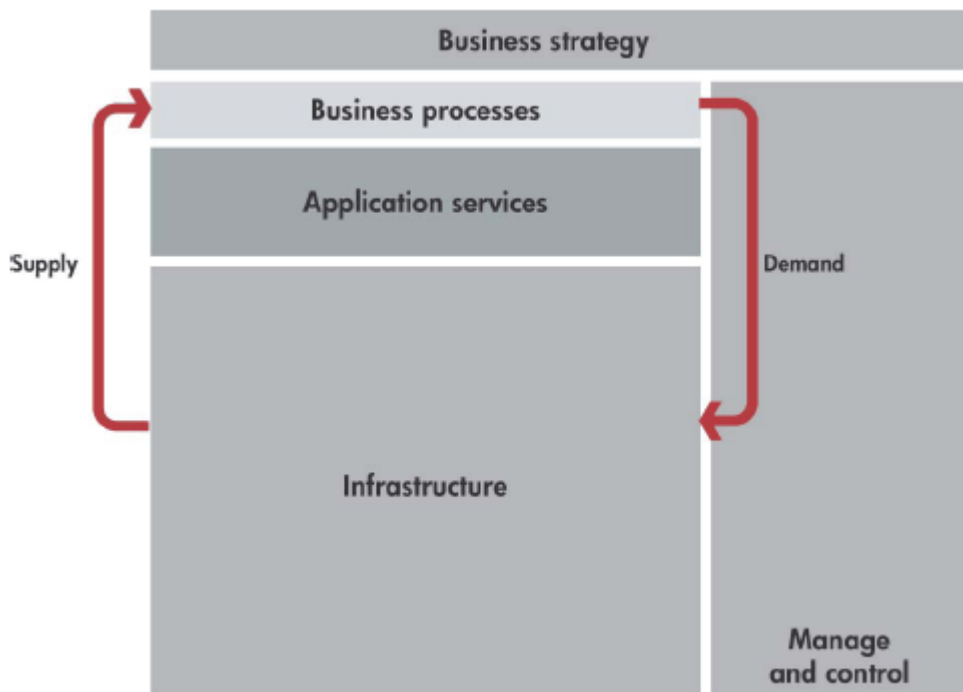 Business strategy
Business processes
Application services
Supply
Demand
Infrastructure
Manage
and control